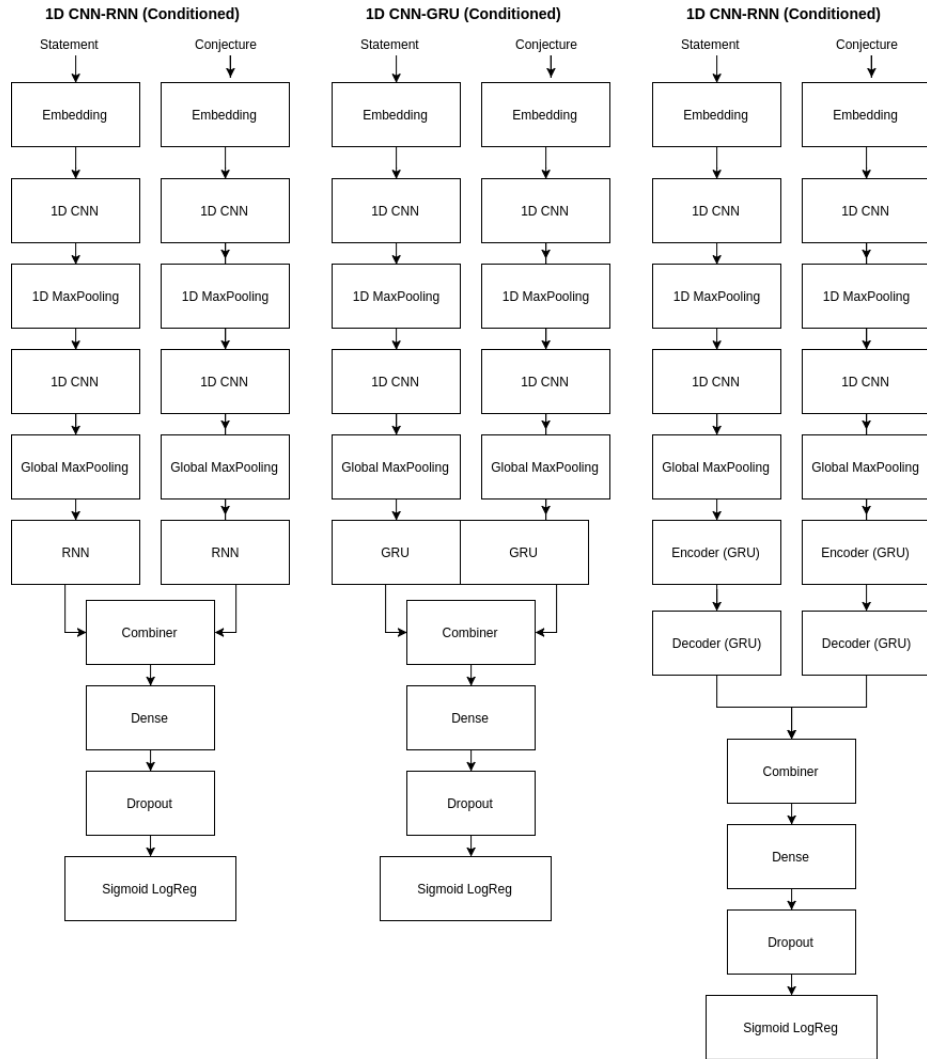 1D CNN-RNN (Conditioned)
Statement
Conjecture
Embedding
Embedding
1D CNN
1D CNN
1D MaxPooling
1D MaxPooling
1D CNN
1D CNN
Global MaxPooling
Global MaxPooling
RNN
RNN
Combiner
Dense
Dropout
Sigmoid LogReg
1D CNN-GRU (Conditioned)
Statement
Conjecture
Embedding
Embedding
1D CNN
1D CNN
1D MaxPooling
1D MaxPooling
1D CNN
1D CNN
Global MaxPooling
Global MaxPooling
GRU
GRU
Combiner
Dense
Dropout
Sigmoid LogReg
1D CNN-RNN (Conditioned)
Statement
Conjecture
Embedding
Embedding
1D CNN
1D CNN
1D MaxPooling
1D MaxPooling
1D CNN
1D CNN
Global MaxPooling
Global MaxPooling
Encoder (GRU)
Encoder (GRU)
Decoder (GRU)
Decoder (GRU)
Combiner
Dense
Dropout
Sigmoid LogReg